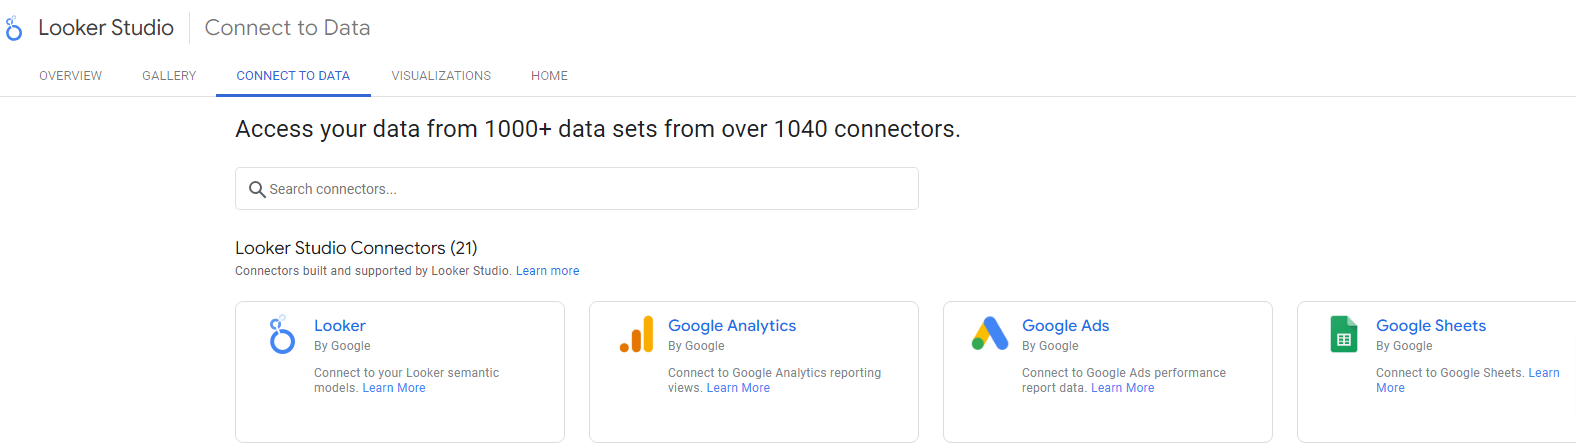 Looker Studio
Connect to Data
OVERVIEW
GALLERY
CONNECT TO DATA
VISUALIZATIONS
HOME
Access your data from 1000+ data sets from over 1040 connectors.
Search connectors...
Looker Studio Connectors (21)
Connectors built and supported by Looker Studio. Learn more
Looker
By Google
Connect to your Looker semantic
models. Learn More
Google Analytics
By Google
Connect to Google Analytics reporting
views. Learn More
Google Ads
By Google
Connect to Google Ads performance
report data. Learn More
Google Sheets
By Google
Connect to Google Sheets. Learn
More